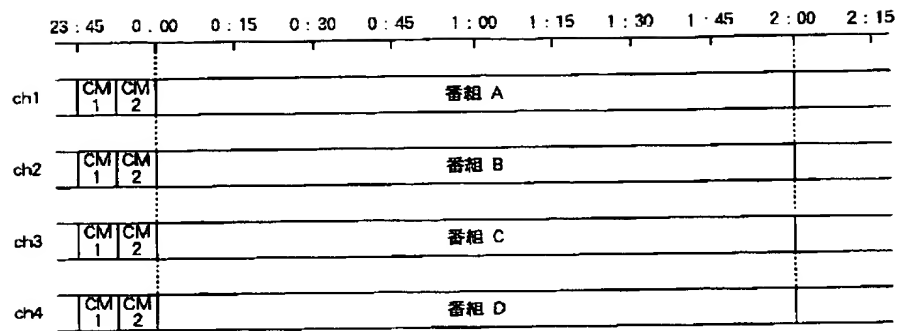 23 : 45 0 : 00 0 : 15 0 : 30 0 : 45 1 : 00 1 : 15 1 : 30 1 · 45 2 : 00 2 : 15
ch1 CM 1 CM 2 番組 A
ch2 CM 1 CM 2 番組 B
ch3 CM 1 CM 2 番組 C
ch4 CM 1 CM 2 番組 D